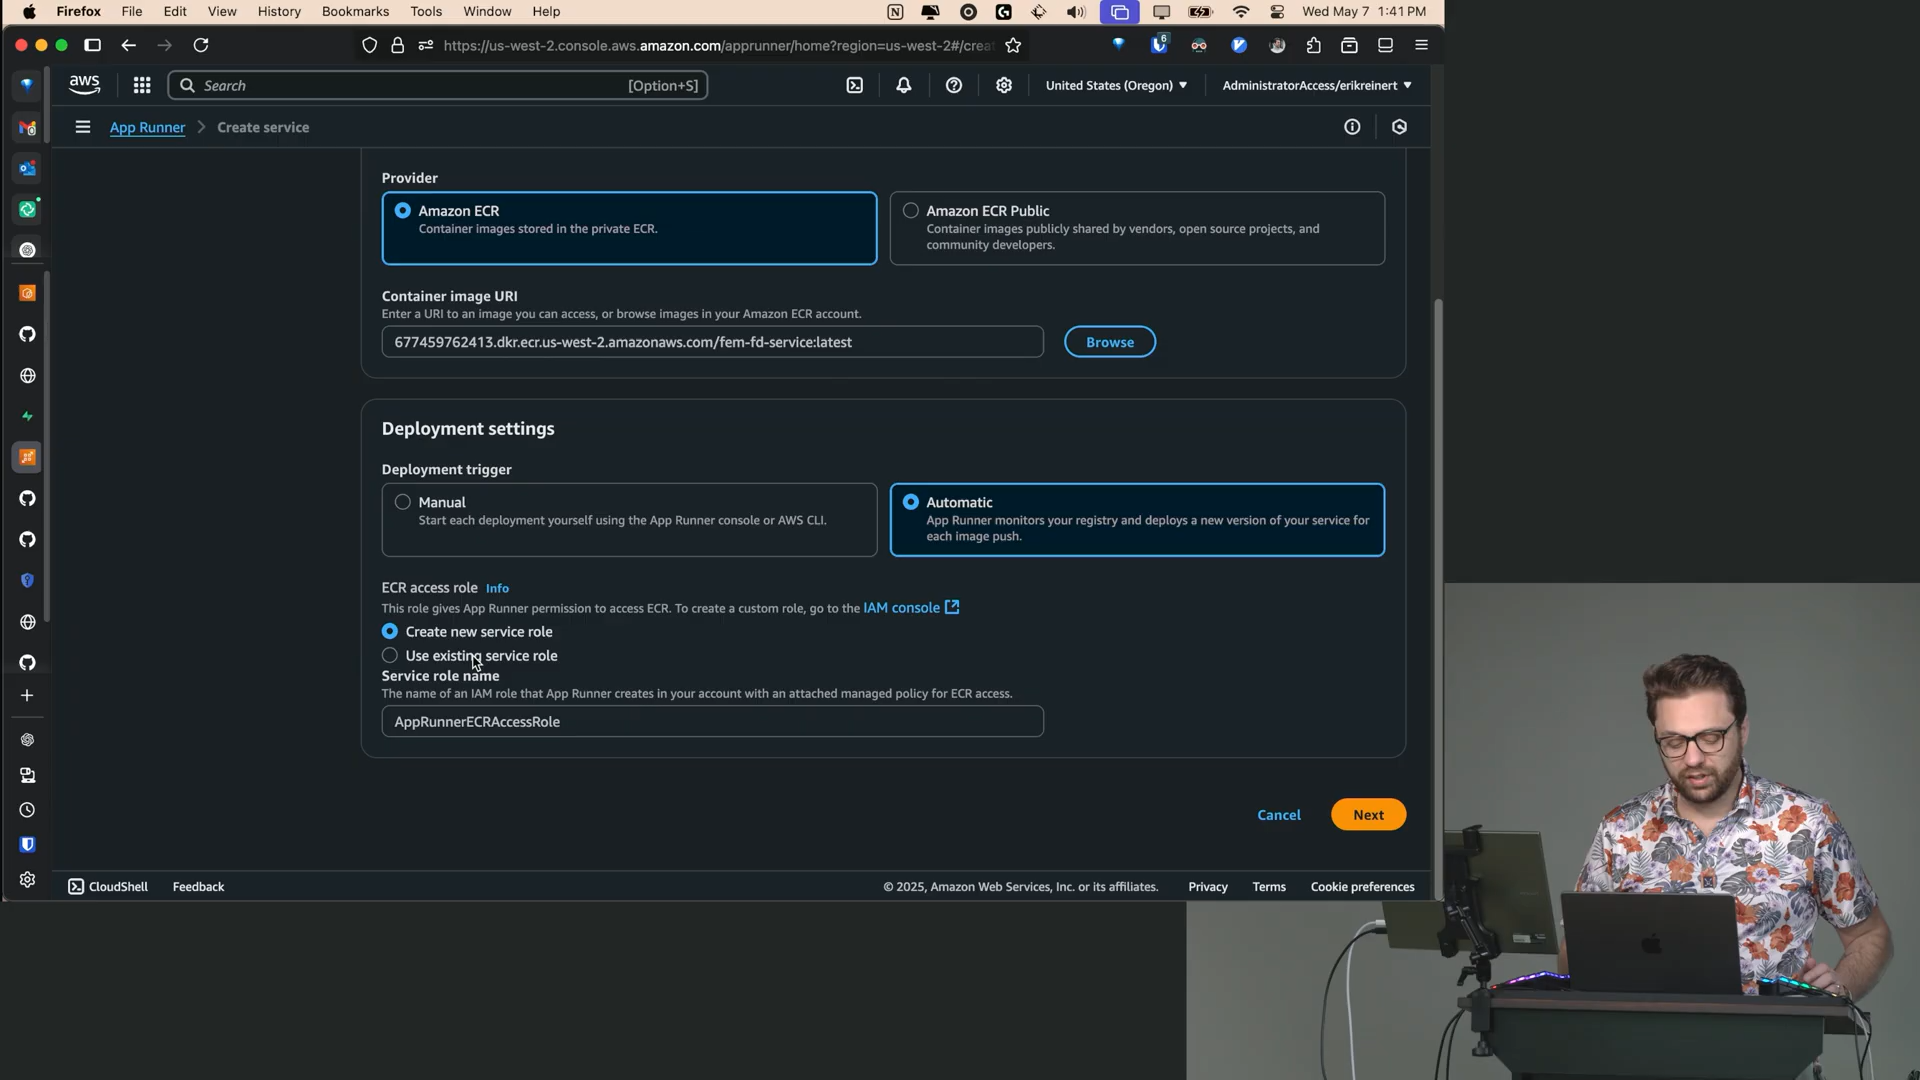 Firefox File Edit View History Bookmarks Tools Window Help Wed May 7 1:41 PM
https://us-west-2.console.aws.amazon.com/apprunner/home?region=us-west-2#/crea 6
aws Search [Option+S] United States (Oregon) AdministratorAccess/erikreinert
App Runner > Create service
Provider
Amazon ECR
Container images stored in the private ECR.
Amazon ECR Public
Container images publicly shared by vendors, open source projects, and
community developers.
Container image URI
Enter a URI to an image you can access, or browse images in your Amazon ECR account.
677459762413.dkr.ecr.us-west-2.amazonaws.com/fem-fd-service:latest
Browse
Deployment settings
Deployment trigger
Manual
Start each deployment yourself using the App Runner console or AWS CLI.
Automatic
App Runner monitors your registry and deploys a new version of your service for
each image push.
ECR access role Info
This role gives App Runner permission to access ECR. To create a custom role, go to the IAM console
Create new service role
Use existing service role
Service role name
The name of an IAM role that App Runner creates in your account with an attached managed policy for ECR access.
AppRunnerECRAccessRole
Cancel Next
CloudShell Feedback © 2025, Amazon Web Services, Inc. or its affiliates. Privacy Terms Cookie preferences